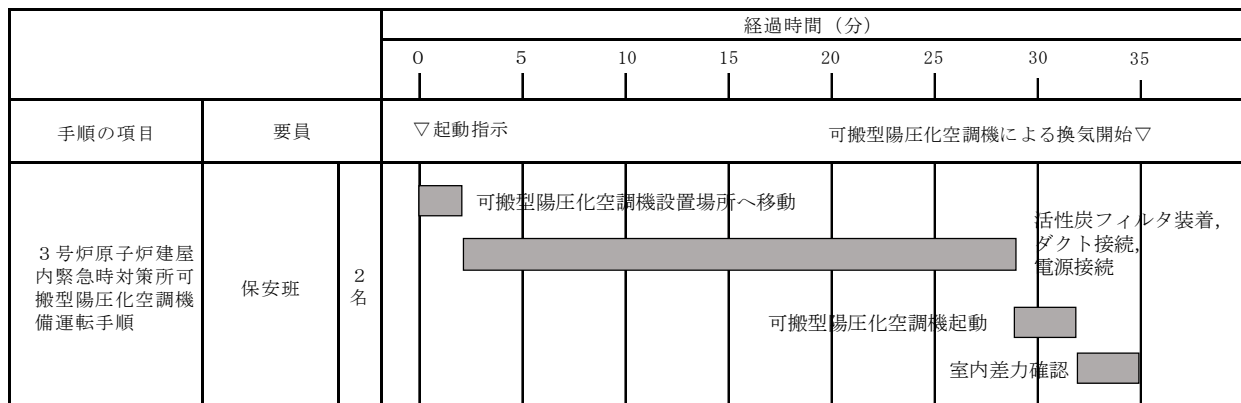 経過時間（分）
0 5 10 15 20 25 30 35
手順の項目 要員 ▽起動指示 可搬型陽圧化空調機による換気開始▽
可搬型陽圧化空調機設置場所へ移動
活性炭フィルタ装着，
ダクト接続，
電源接続
３号炉原子炉建屋
内緊急時対策所可
搬型陽圧化空調機
備運転手順
保安班
２
名
可搬型陽圧化空調機起動
室内差力確認